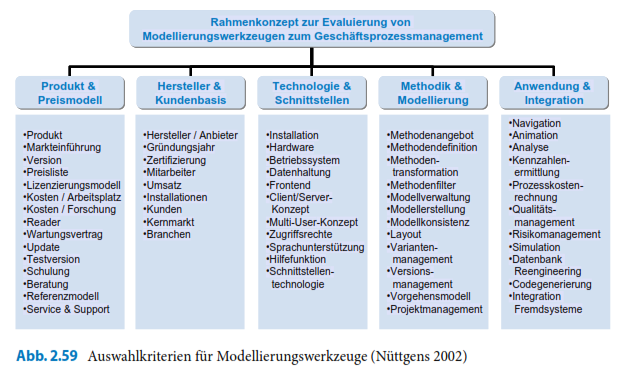 Rahmenkonzept zur Evaluierung von
Modellierungswerkzeugen zum Geschäftsprozessmanagement
Produkt &
Preismodell
•Produkt
•Markteinführung
•Version
•Preisliste
•Lizenzierungsmodell
•Kosten / Arbeitsplatz
•Kosten / Forschung
•Reader
•Wartungsvertrag
•Update
•Testversion
•Schulung
•Beratung
•Referenzmodell
•Service & Support
Hersteller &
Kundenbasis
•Hersteller / Anbieter
•Gründungsjahr
•Zertifizierung
•Mitarbeiter
•Umsatz
•Installationen
•Kunden
•Kernmarkt
•Branchen
Technologie &
Schnittstellen
•Installation
•Hardware
•Betriebssystem
•Datenhaltung
•Frontend
•Client/Server-
Konzept
•Multi-User-Konzept
•Zugriffsrechte
•Sprachunterstützung
•Hilfefunktion
•Schnittstellen-
technologie
Methodik &
Modellierung
•Methodenangebot
•Methodendefinition
•Methoden-
transformation
•Methodenfilter
•Modellverwaltung
•Modellerstellung
•Modellkonsistenz
•Layout
•Varianten-
management
•Versions-
management
•Vorgehensmodell
•Projektmanagement
Anwendung &
Integration
•Navigation
•Animation
•Analyse
•Kennzahlen-
ermittlung
•Prozesskosten-
rechnung
•Qualitäts-
management
•Risikomanagement
•Simulation
•Datenbank
Reengineering
•Codegenerierung
•Integration
Fremdsysteme
Abb. 2.59 Auswahlkriterien für Modellierungswerkzeuge (Nüttgens 2002)